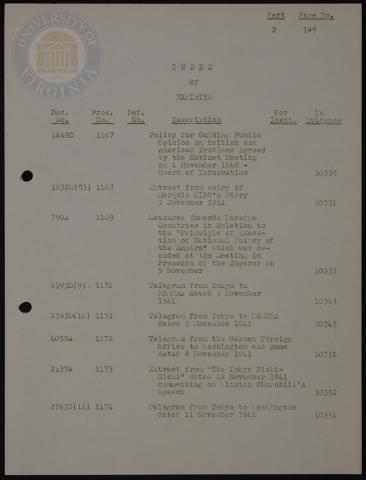 Part Page No.
2 145
UNIVERSITY OF VIRGINIA
INDEX
Of
EXHIBITS
Doc. Pros. Def. For In
No. No. No. Description Ident. Evidence
1449D 1167 Policy for Guiding Public
Opinion on British and
American Problems Agreed
by the Cabinet Meeting
on 4 November 1940 -
Board of Information 10330
1632W(83) 1168 Extract from entry of
Marquis KIDO's Diary
5 November 1941 10331
1169 Measures Towards Foreign
Countries in Relation to
the "Principle of Execu-
tion of National Policy of
the Empire" which was de-
cided at the Meeting in
Presence of the Emperor on
5 November 10333
2593D(9) 1170 Telegram from Tokyo to
NOMURA dated 5 November
1941 10343
2593D(10) 1171 Telegram from Tokyo to NOMURA
dated 5 November 1941 10345
4058A 1172 Telegram from the German Foreign
Office to Washington and Rome
dated 8 November 1941 10351
2537A 1173 Extract from "The Tokyo Nichi-
Nichi" dated 12 November 1941
commenting on Winston Churchill's
Speech 10352
2593D(11) 1174 Telegram from Tokyo to Washington
dated 11 November 1941 10354